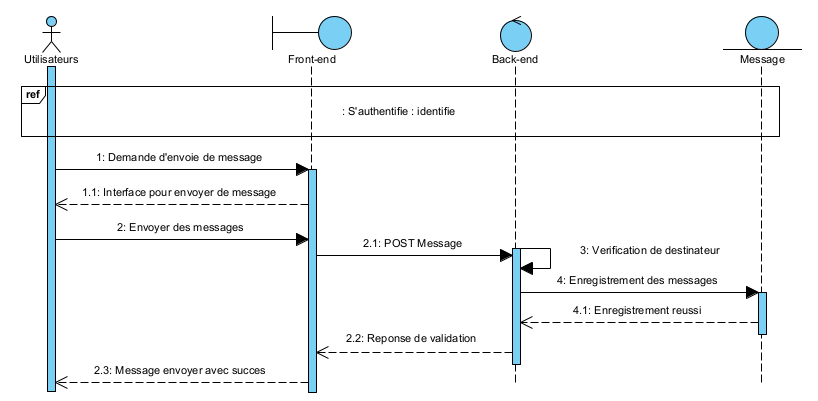 Utilisateurs
Front-end
Back-end
Message
ref
: S'authentifie : identifie
1: Demande d'envoie de message
1.1: Interface pour envoyer de message
2: Envoyer des messages
2.1: POST Message
3: Verification de destinateur
4: Enregistrement des messages
4.1: Enregistrement reussi
2.2: Reponse de validation
2.3: Message envoyer avec succes